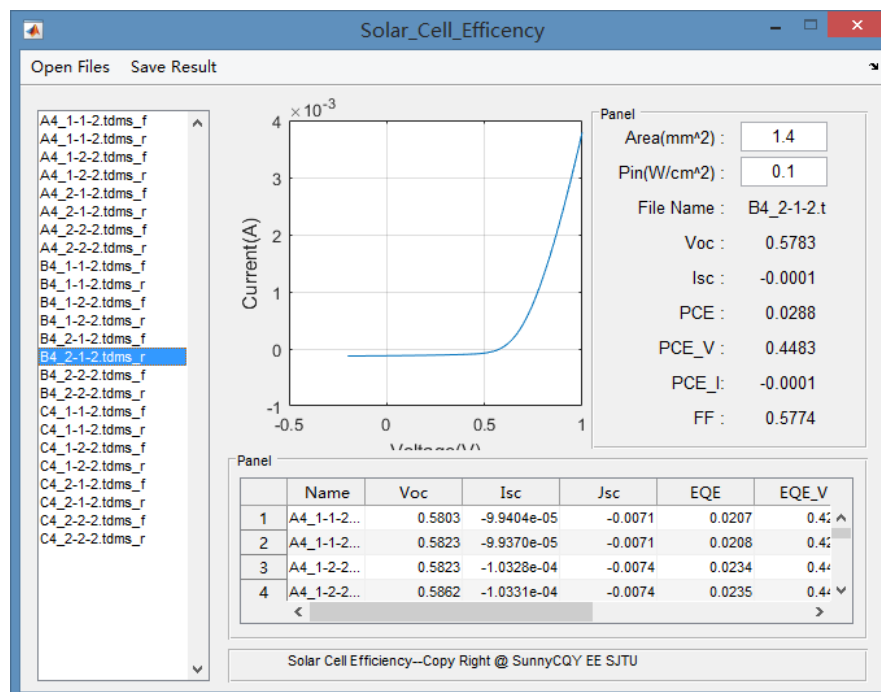 Solar_Cell_Efficency
Open Files Save Result
A4_1-1-2.tdms_f
A4_1-1-2.tdms_r
A4_1-2-2.tdms_f
A4_1-2-2.tdms_r
A4_2-1-2.tdms_f
A4_2-1-2.tdms_r
A4_2-2-2.tdms_f
A4_2-2-2.tdms_r
B4_1-1-2.tdms_f
B4_1-1-2.tdms_r
B4_1-2-2.tdms_f
B4_1-2-2.tdms_r
B4_2-1-2.tdms_f
B4_2-1-2.tdms_r
B4_2-2-2.tdms_f
B4_2-2-2.tdms_r
C4_1-1-2.tdms_f
C4_1-1-2.tdms_r
C4_1-2-2.tdms_f
C4_1-2-2.tdms_r
C4_2-1-2.tdms_f
C4_2-1-2.tdms_r
C4_2-2-2.tdms_f
C4_2-2-2.tdms_r
×10^-3
4
3
2
1
0
-1
Current(A)
-0.5 0 0.5 1
Voltage(V)
Panel
Area(mm^2) : 1.4
Pin(W/cm^2) : 0.1
File Name : B4_2-1-2.t
Voc : 0.5783
Isc : -0.0001
PCE : 0.0288
PCE_V : 0.4483
PCE_I: -0.0001
FF : 0.5774
Panel
Name Voc Isc Jsc EQE EQE_V
1 A4_1-1-2... 0.5803 -9.9404e-05 -0.0071 0.0207 0.42
2 A4_1-1-2... 0.5823 -9.9370e-05 -0.0071 0.0208 0.42
3 A4_1-2-2... 0.5823 -1.0328e-04 -0.0074 0.0234 0.44
4 A4_1-2-2... 0.5862 -1.0331e-04 -0.0074 0.0235 0.44
Solar Cell Efficiency--Copy Right @ SunnyCQY EE SJTU